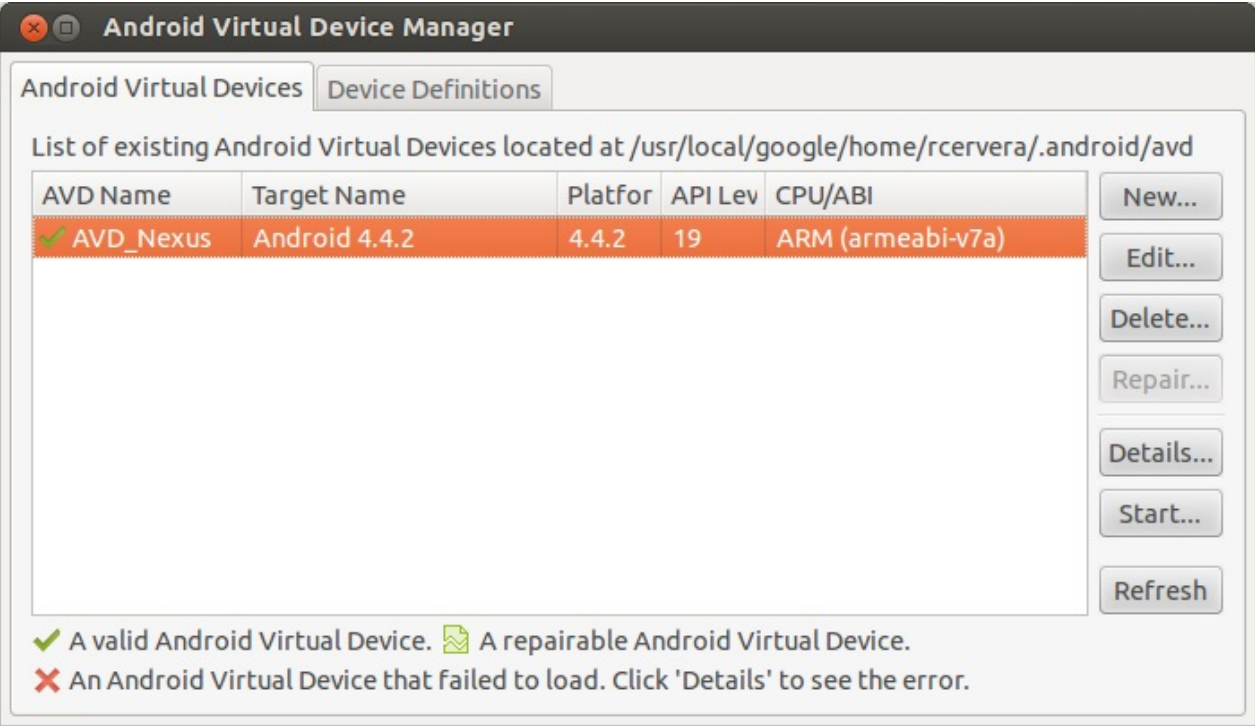 Android Virtual Device Manager
Android Virtual Devices Device Definitions
List of existing Android Virtual Devices located at /usr/local/google/home/rcervera/.android/avd
AVD Name Target Name Platfor API Lev CPU/ABI
AVD_Nexus Android 4.4.2 4.4.2 19 ARM (armeabi-v7a)
New...
Edit...
Delete...
Repair...
Details...
Start...
Refresh
A valid Android Virtual Device. A repairable Android Virtual Device.
An Android Virtual Device that failed to load. Click 'Details' to see the error.